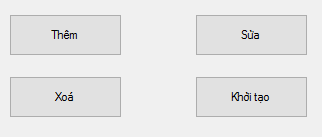 Thêm
Sửa
Xoá
Khởi tạo